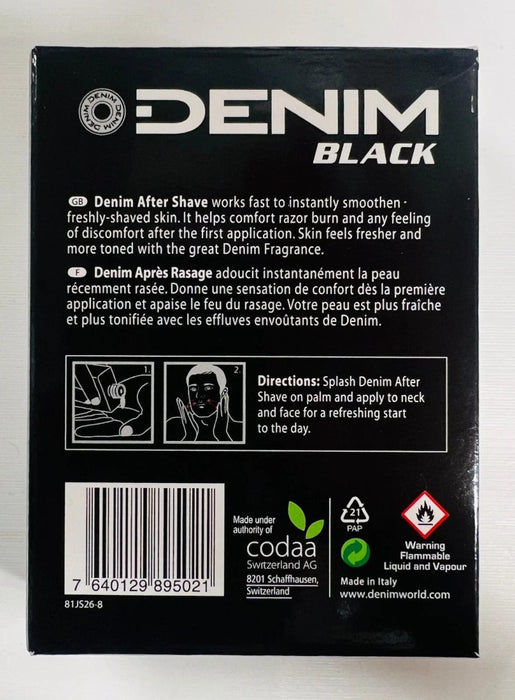 DENIM DENIM DENIM
DENIM
BLACK
GB Denim After Shave works fast to instantly smoothen
freshly-shaved skin. It helps comfort razor burn and any feeling
of discomfort after the first application. Skin feels fresher and
more toned with the great Denim Fragrance.
F Denim Après Rasage adoucit instantanément la peau
récemment rasée. Donne une sensation de confort dès la première
application et apaise le feu du rasage. Votre peau est plus fraîche
et plus tonifiée avec les effluves envoûtants de Denim.
1.
2.
Directions: Splash Denim After
Shave on palm and apply to neck
and face for a refreshing start
to the day.
7 640129 895021
81JS26-8
Made under
authority of
codaa
Switzerland AG
8201 Schaffhausen,
Switzerland
21
PAP
Made in Italy
www.denimworld.com
Warning
Flammable
Liquid and Vapour